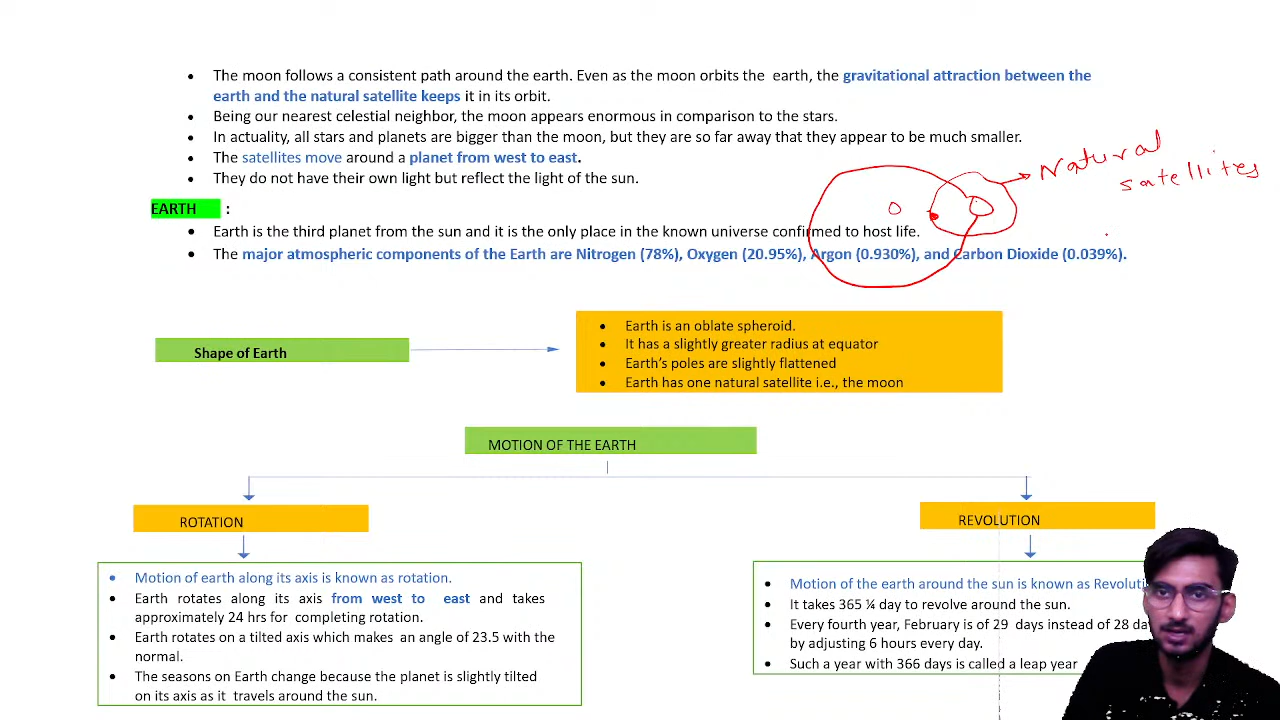 • The moon follows a consistent path around the earth. Even as the moon orbits the earth, the gravitational attraction between the
earth and the natural satellite keeps it in its orbit.
• Being our nearest celestial neighbor, the moon appears enormous in comparison to the stars.
• In actuality, all stars and planets are bigger than the moon, but they are so far away that they appear to be much smaller.
• The satellites move around a planet from west to east.
• They do not have their own light but reflect the light of the sun.
Natural
satellites
EARTH :
• Earth is the third planet from the sun and it is the only place in the known universe confirmed to host life.
• The major atmospheric components of the Earth are Nitrogen (78%), Oxygen (20.95%), Argon (0.930%), and Carbon Dioxide (0.039%).
Shape of Earth
• Earth is an oblate spheroid.
• It has a slightly greater radius at equator
• Earth's poles are slightly flattened
• Earth has one natural satellite i.e., the moon
MOTION OF THE EARTH
ROTATION
• Motion of earth along its axis is known as rotation.
• Earth rotates along its axis from west to east and takes
approximately 24 hrs for completing rotation.
• Earth rotates on a tilted axis which makes an angle of 23.5 with the
normal.
• The seasons on Earth change because the planet is slightly tilted
on its axis as it travels around the sun.
REVOLUTION
• Motion of the earth around the sun is known as
• It takes 365 ¼ day to revolve around the sun.
• Every fourth year, February is of 29 days instead of 28
by adjusting 6 hours every day.
• Such a year with 366 days is called a leap year